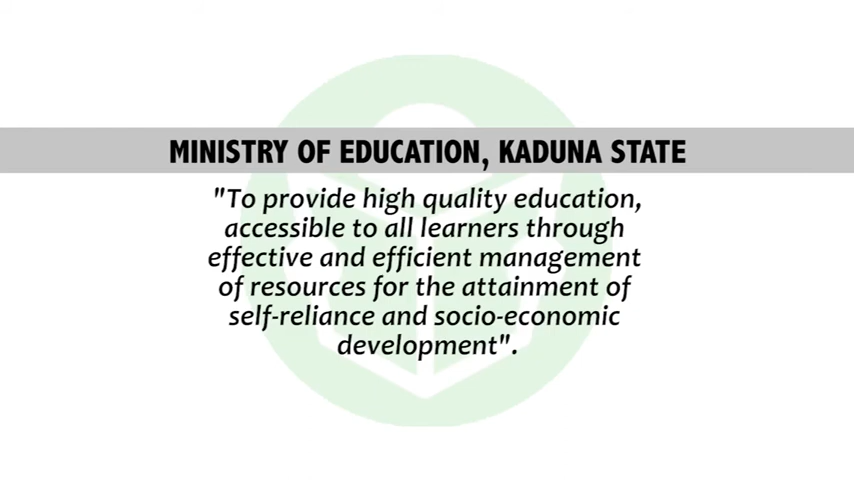 MINISTRY OF EDUCATION, KADUNA STATE
"To provide high quality education,
accessible to all learners through
effective and efficient management
of resources for the attainment of
self-reliance and socio-economic
development".